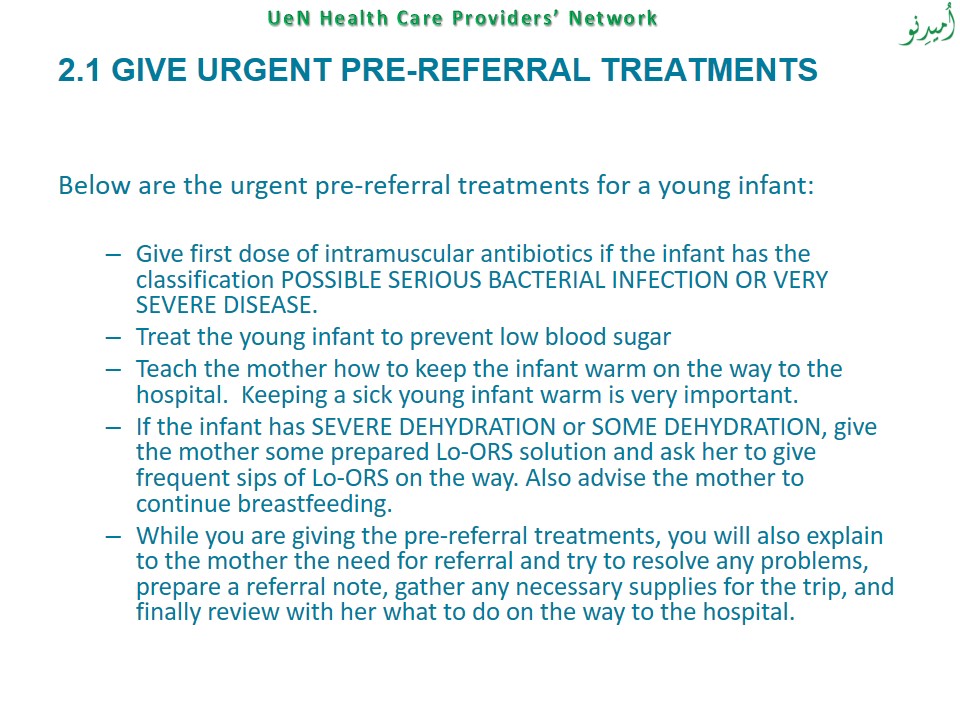 UeN Health Care Providers’ Network
اُميدِنو
2.1 GIVE URGENT PRE-REFERRAL TREATMENTS
Below are the urgent pre-referral treatments for a young infant:
– Give first dose of intramuscular antibiotics if the infant has the
classification POSSIBLE SERIOUS BACTERIAL INFECTION OR VERY
SEVERE DISEASE.
– Treat the young infant to prevent low blood sugar
– Teach the mother how to keep the infant warm on the way to the
hospital.  Keeping a sick young infant warm is very important.
– If the infant has SEVERE DEHYDRATION or SOME DEHYDRATION, give
the mother some prepared Lo-ORS solution and ask her to give
frequent sips of Lo-ORS on the way. Also advise the mother to
continue breastfeeding.
– While you are giving the pre-referral treatments, you will also explain
to the mother the need for referral and try to resolve any problems,
prepare a referral note, gather any necessary supplies for the trip, and
finally review with her what to do on the way to the hospital.